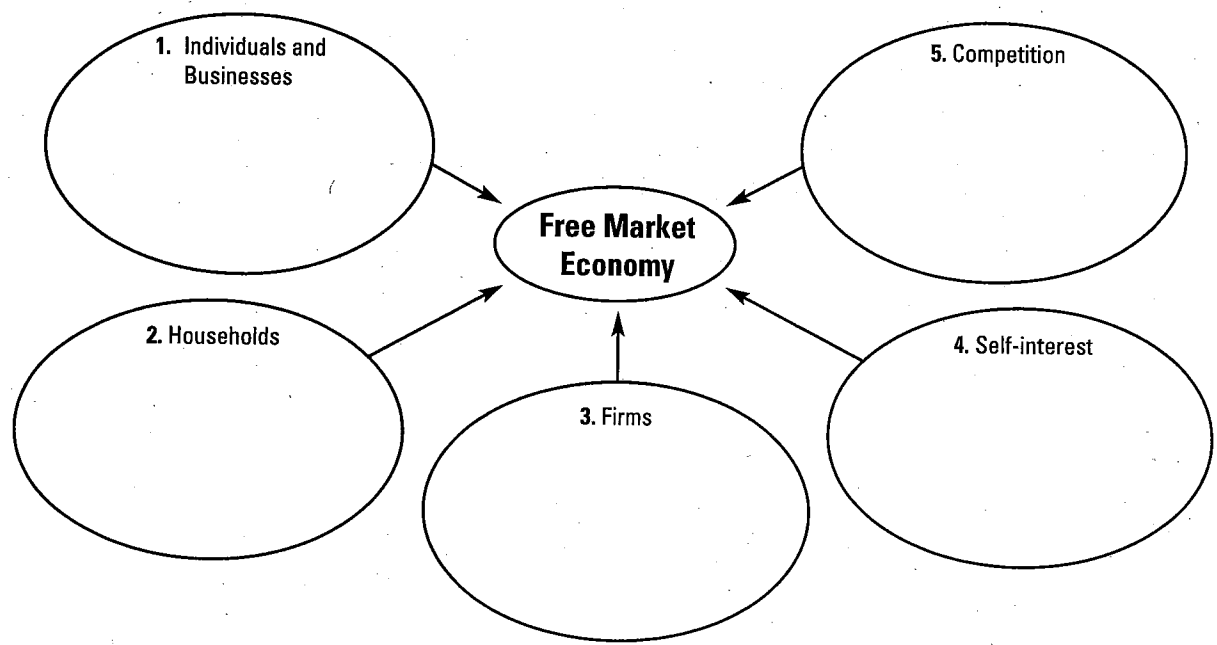 1. Individuals and
Businesses
5. Competition
Free Market
Economy
2. Households
4. Self-interest
3. Firms